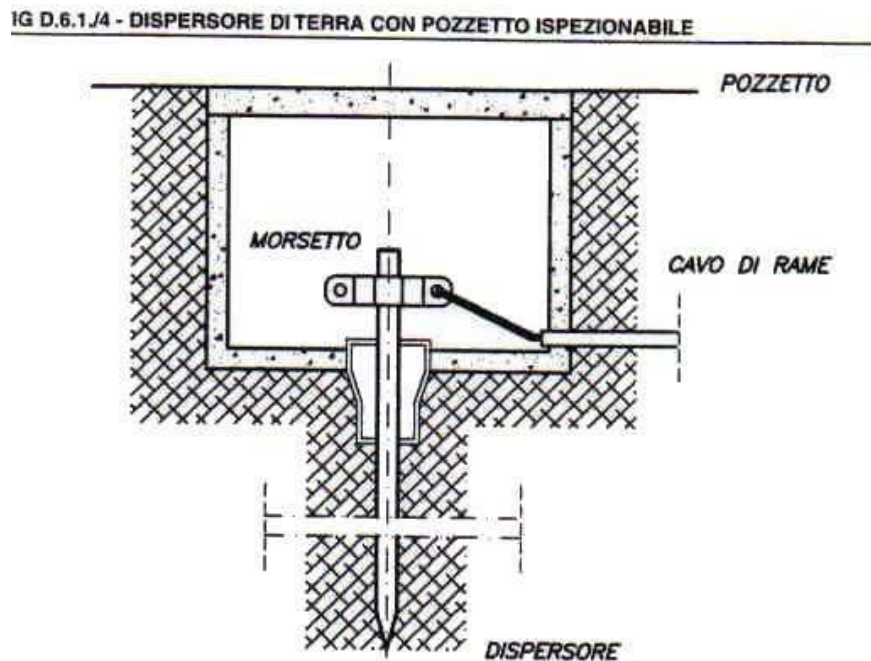 IG D.6.1./4 - DISPERSORE DI TERRA CON POZZETTO ISPEZIONABILE
POZZETTO
MORSETTO
CAVO DI RAME
DISPERSORE